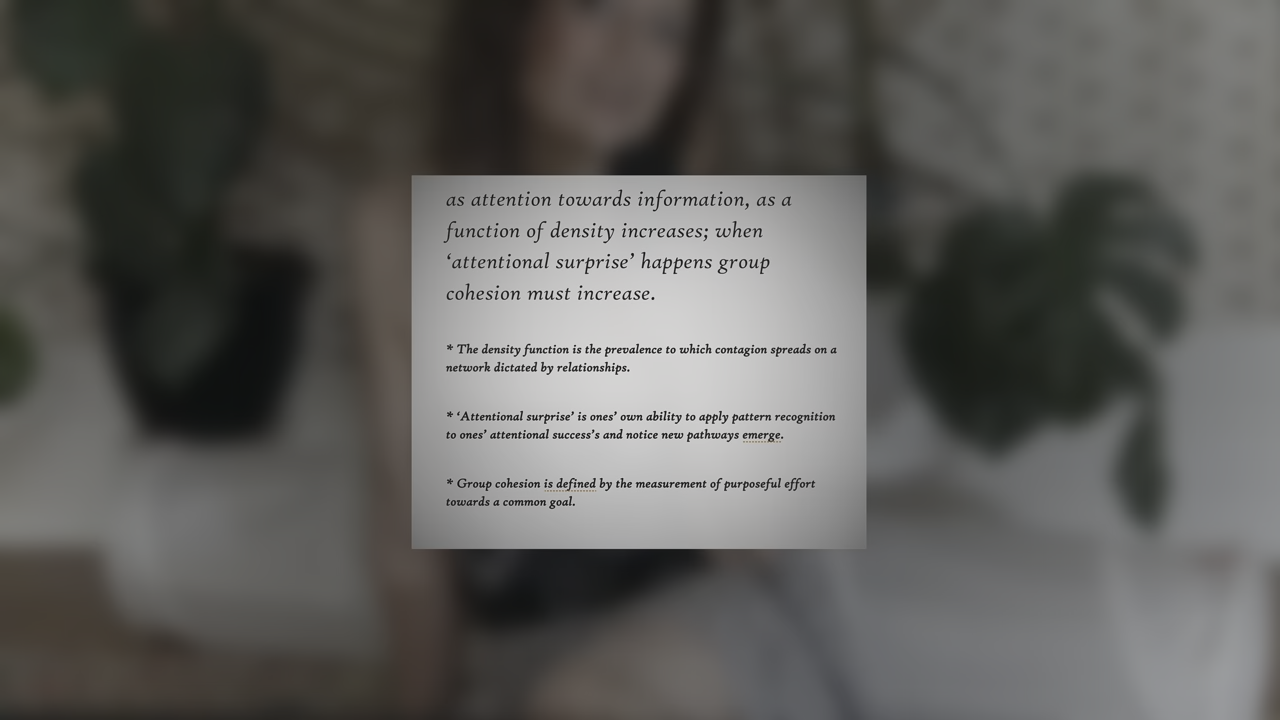 as attention towards information, as a
function of density increases; when
‘attentional surprise’ happens group
cohesion must increase.
* The density function is the prevalence to which contagion spreads on a
network dictated by relationships.
* ‘Attentional surprise’ is ones’ own ability to apply pattern recognition
to ones’ attentional success’s and notice new pathways emerge.
* Group cohesion is defined by the measurement of purposeful effort
towards a common goal.